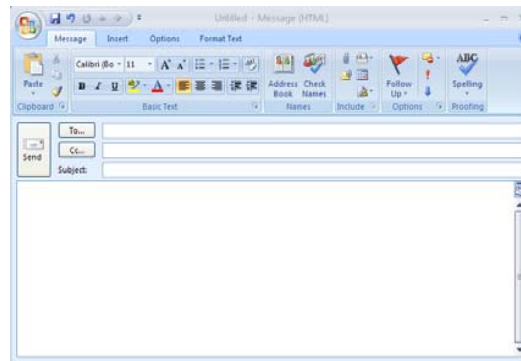 Untitled - Message (HTML)
Message Insert Options Format Text
Paste
Clipboard
Calibri (Bo 11
B I U
Basic Text
Address Book
Check Names
Names
Include
Follow Up
Options
ABC
Spelling
Proofing
Send
To...
Cc...
Subject: